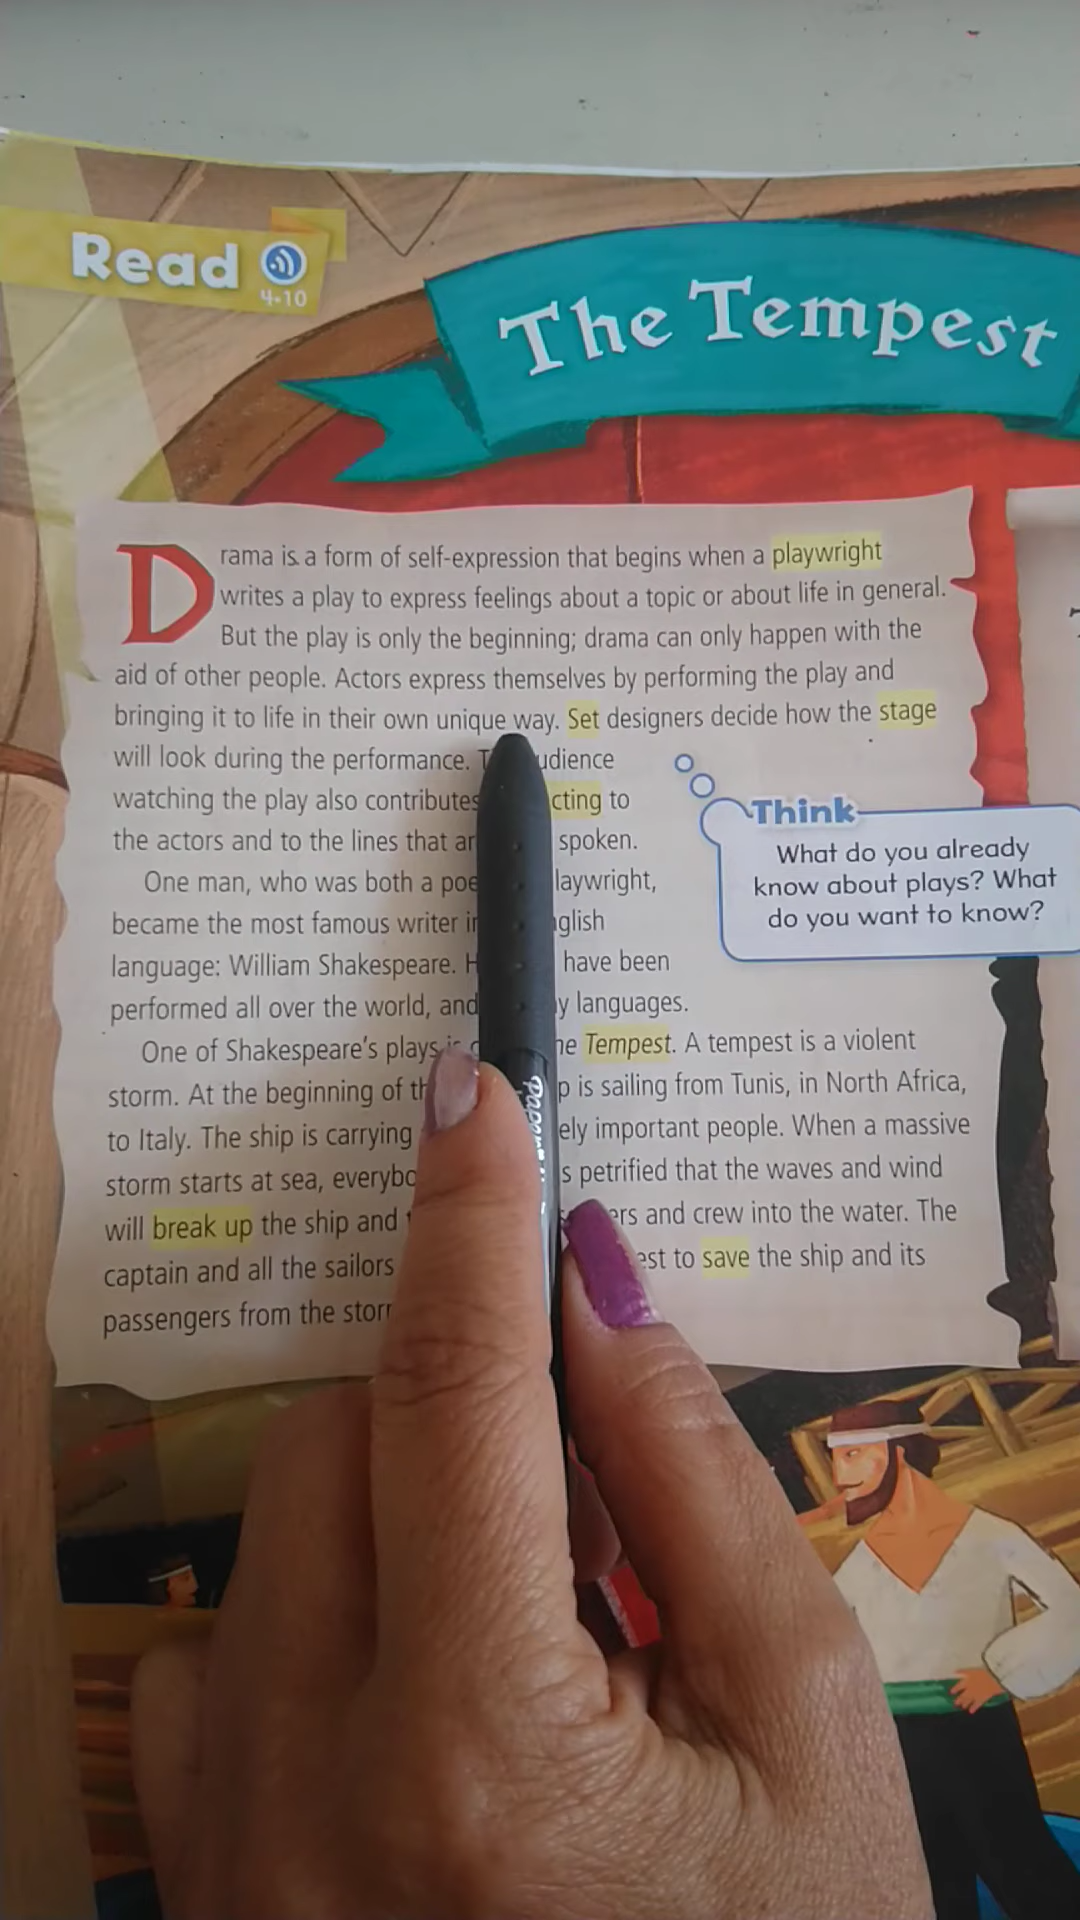 Read
4·10
The Tempest
Drama is a form of self-expression that begins when a playwright
writes a play to express feelings about a topic or about life in general.
But the play is only the beginning; drama can only happen with the
aid of other people. Actors express themselves by performing the play and
bringing it to life in their own unique way. Set designers decide how the stage
will look during the performance. udience
watching the play also contributes cting to
the actors and to the lines that spoken.
One man, who was both a laywright,
became the most famous writer glish
language: William Shakespeare. have been
performed all over the world, and languages.
One of Shakespeare's plays Tempest. A tempest is a violent
storm. At the beginning of is sailing from Tunis, in North Africa,
to Italy. The ship is carrying ely important people. When a massive
storm starts at sea, petrified that the waves and wind
will break up the ship and and crew into the water. The
captain and all the sailors to save the ship and its
passengers from the
Think
What do you already
know about plays? What
do you want to know?